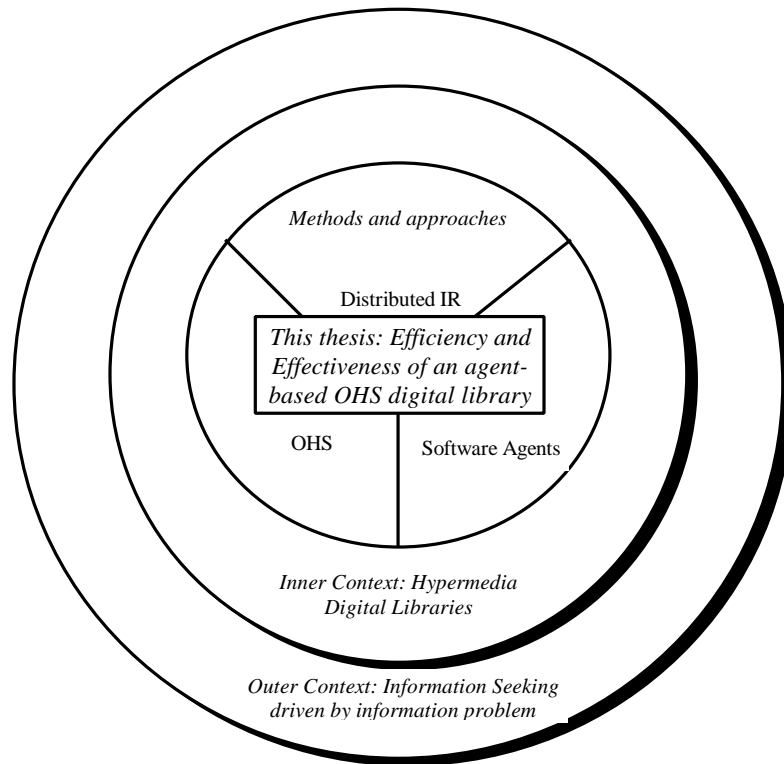 Methods and approaches
Distributed IR
This thesis: Efficiency and
Effectiveness of an agent-
based OHS digital library
OHS
Software Agents
Inner Context: Hypermedia
Digital Libraries
Outer Context: Information Seeking
driven by information problem